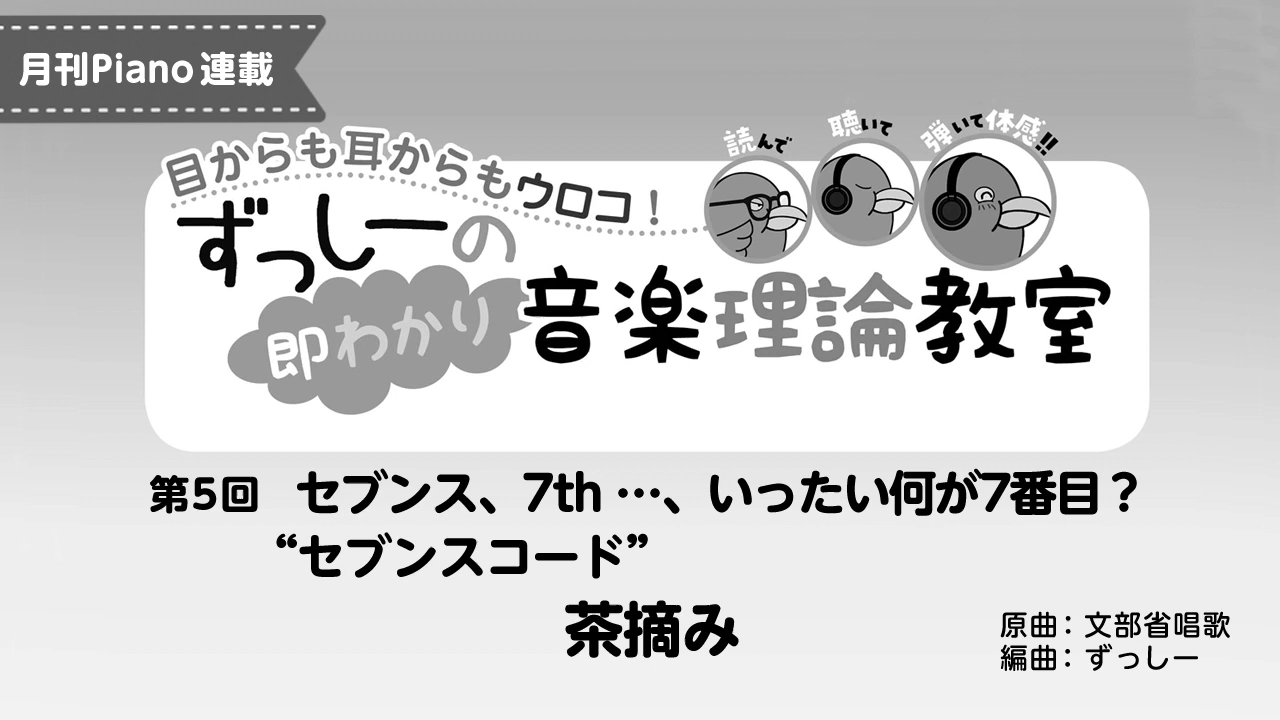 月刊Piano 連載
読んで
聴いて
弾いて体感!!
目からも耳からもウロコ！
ずっしーの
即わかり
音楽理論教室
第5回 セブンス、7th …、いったい何が7番目？
“セブンスコード”
茶摘み
原曲：文部省唱歌
編曲：ずっしー